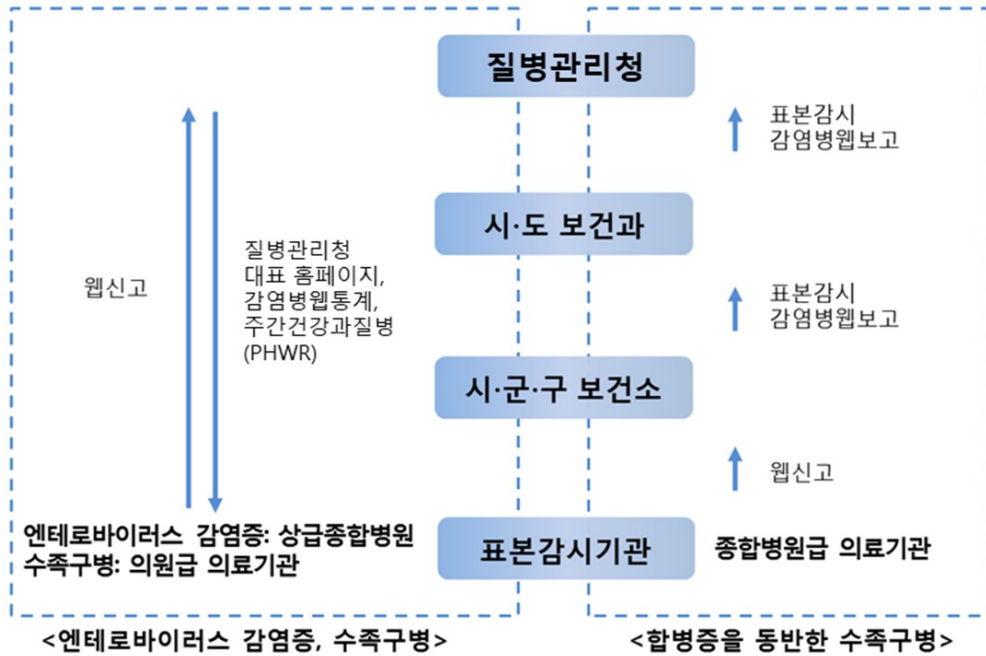 질병관리청
표본감시
감염병웹보고
시·도 보건과
웹신고
질병관리청
대표 홈페이지,
감염병웹통계,
주간건강과질병
(PHWR)
표본감시
감염병웹보고
시·군·구 보건소
웹신고
엔테로바이러스 감염증: 상급종합병원
수족구병: 의원급 의료기관
표본감시기관
종합병원급 의료기관
<엔테로바이러스 감염증, 수족구병>
<합병증을 동반한 수족구병>